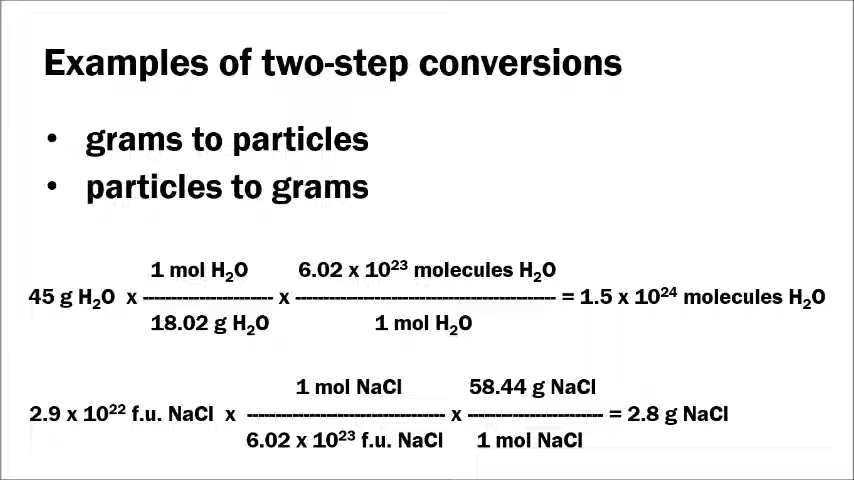 Examples of two-step conversions
• grams to particles
• particles to grams
1 mol H₂O 6.02 x 10²³ molecules H₂O
45 g H₂O x ---------------------- x -------------------------------------------- = 1.5 x 10²⁴ molecules H₂O
18.02 g H₂O 1 mol H₂O
1 mol NaCl 58.44 g NaCl
2.9 x 10²² f.u. NaCl x ---------------------------------- x ----------------------- = 2.8 g NaCl
6.02 x 10²³ f.u. NaCl 1 mol NaCl